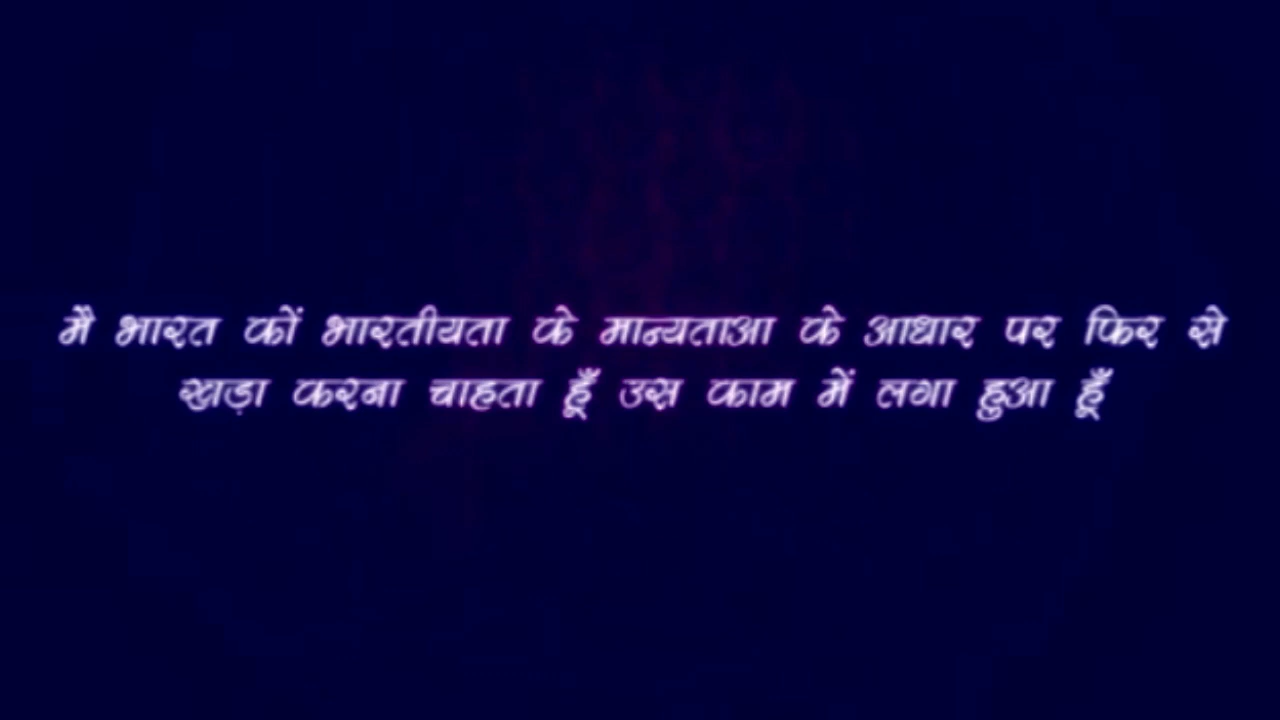 मै भारत कों भारतीयता के मान्यताआ के आधार पर फिर से
खड़ा करना चाहता हूँ उस काम में लगा हुआ हूँ